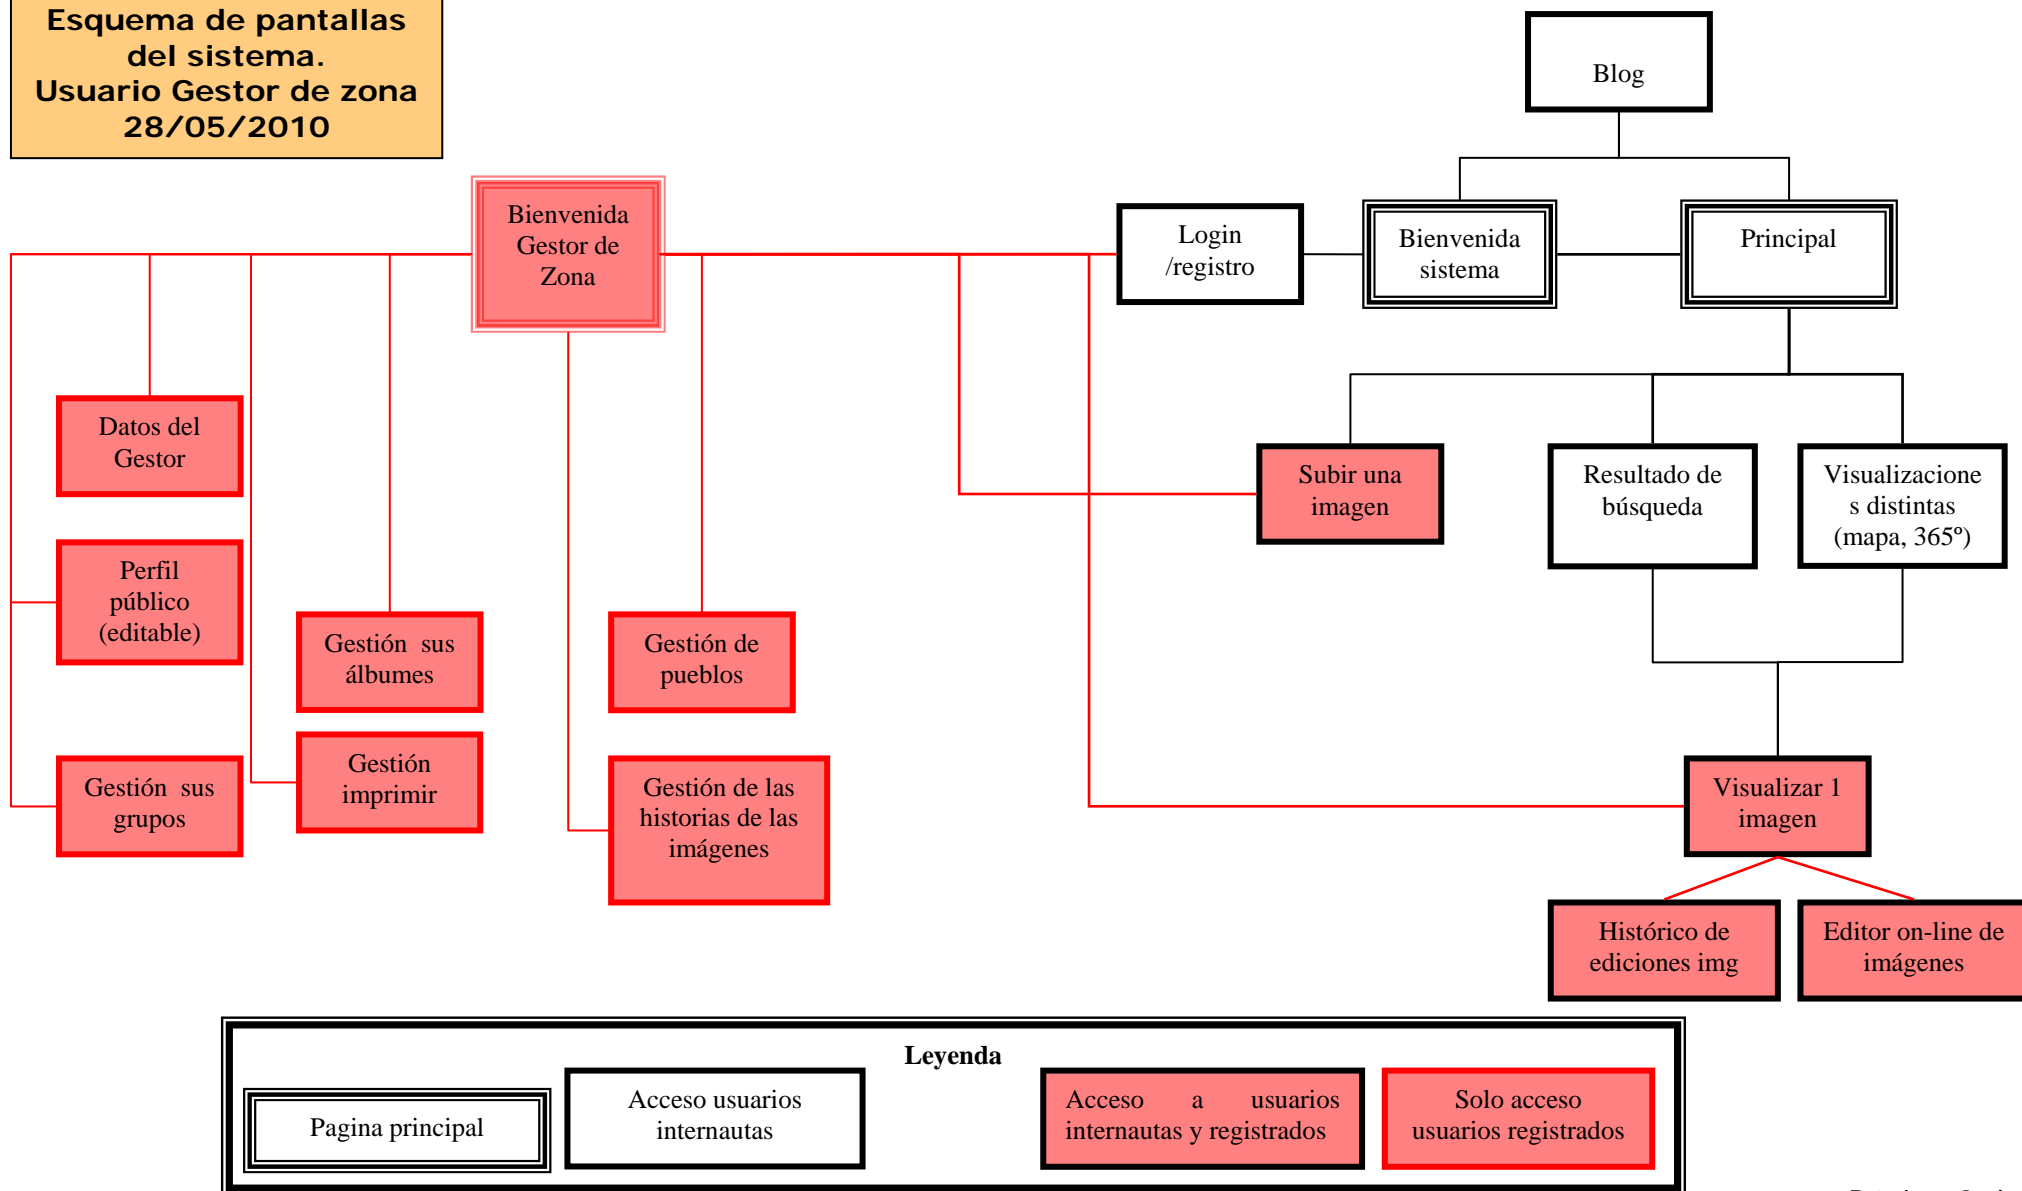 Esquema de pantallas
del sistema.
Usuario Gestor de zona
28/05/2010
Blog
Bienvenida
Gestor de
Zona
Login
/registro
Bienvenida
sistema
Principal
Datos del
Gestor
Subir una
imagen
Resultado de
búsqueda
Visualizacione
s distintas
(mapa, 365º)
Perfil
público
(editable)
Gestión sus
álbumes
Gestión de
pueblos
Gestión sus
grupos
Gestión
imprimir
Gestión de las
historias de las
imágenes
Visualizar 1
imagen
Histórico de
ediciones img
Editor on-line de
imágenes
Leyenda
Pagina principal
Acceso usuarios
internautas
Acceso a usuarios
internautas y registrados
Solo acceso
usuarios registrados